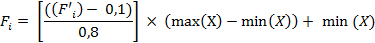 F_i = [((F'_i) − 0,1) / 0,8] × (max(X) − min(X)) + min (X)